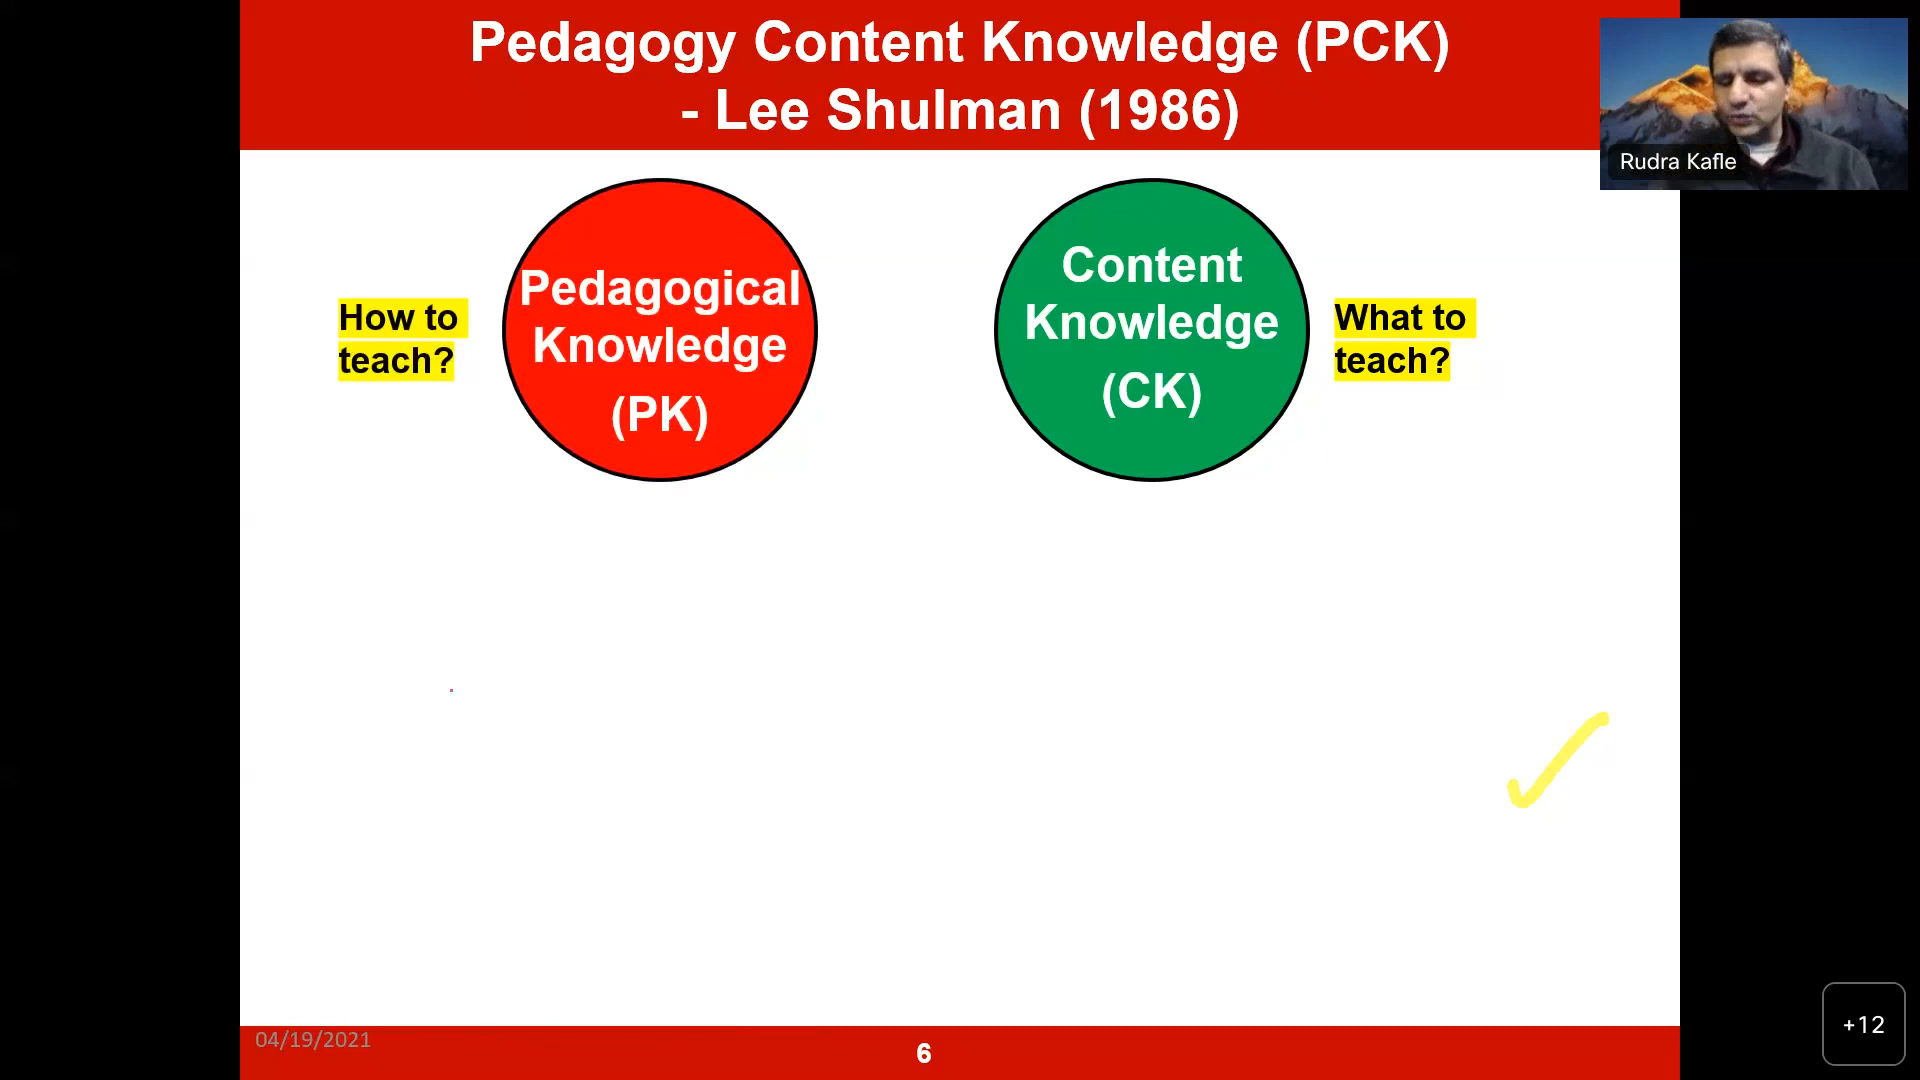 Pedagogy Content Knowledge (PCK)
- Lee Shulman (1986)
Rudra Kafle
How to
teach?
Pedagogical
Knowledge
(PK)
Content
Knowledge
(CK)
What to
teach?
04/19/2021
6
+12